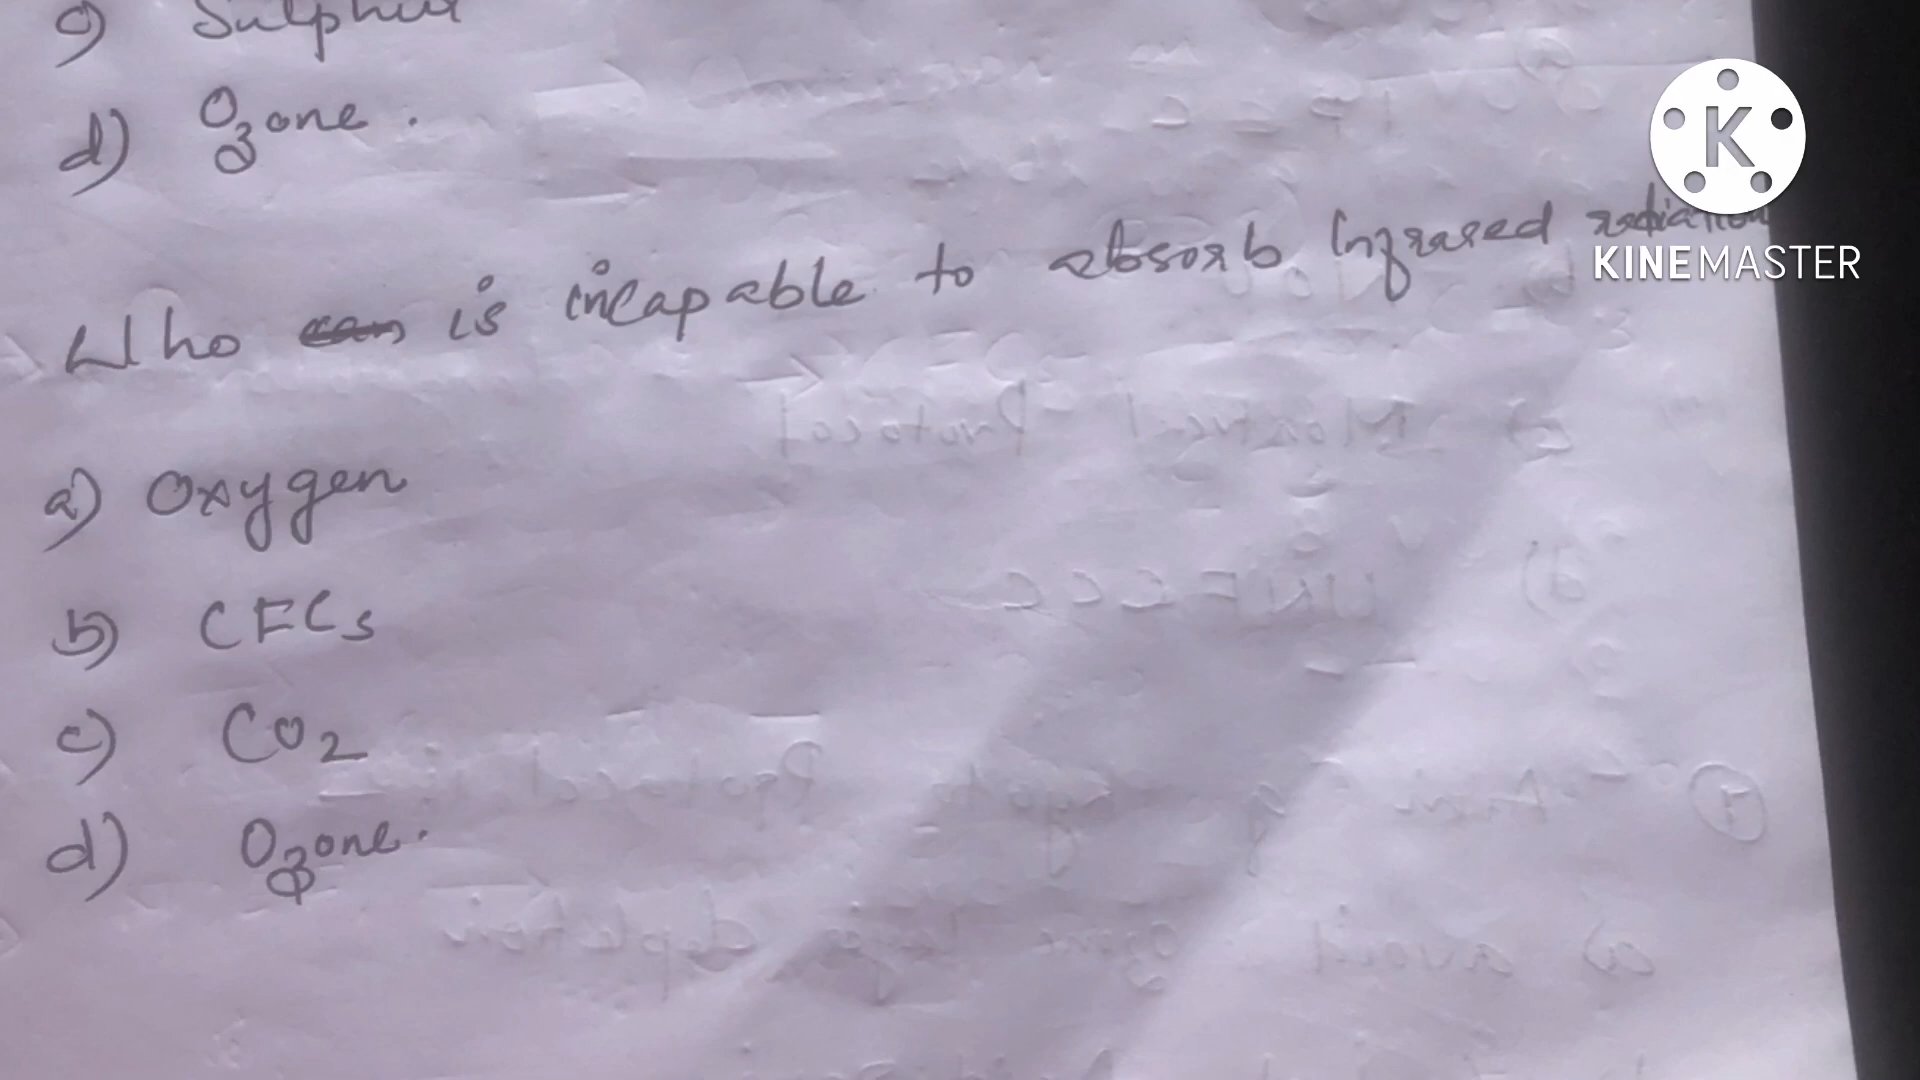 c) Sulphur
d) Ozone.
Who is incapable to absorb Infrared radiation
a) Oxygen
b) CFCs
c) CO2
d) Ozone.
KINEMASTER